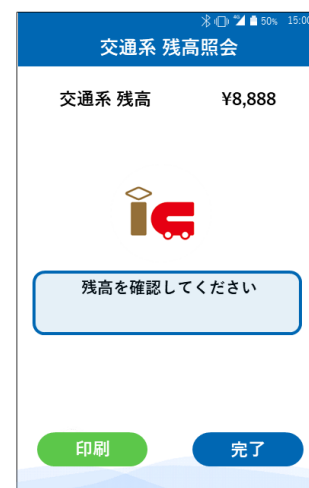 50% 15:00
交通系 残高照会
交通系 残高 ¥8,888
残高を確認してください
印刷 完了